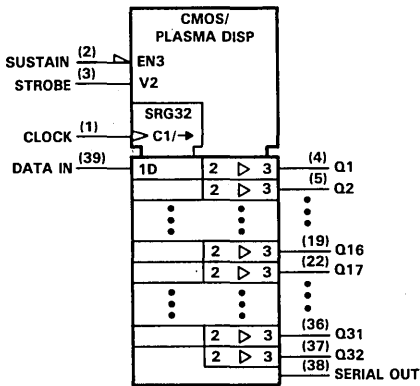 CMOS/
PLASMA DISP
SUSTAIN (2) EN3
STROBE (3) V2
SRG32
CLOCK (1) C1/→
DATA IN (39) 1D 2 ▷ 3 (4) Q1
2 ▷ 3 (5) Q2
2 ▷ 3 (19) Q16
2 ▷ 3 (22) Q17
2 ▷ 3 (36) Q31
2 ▷ 3 (37) Q32
(38) SERIAL OUT